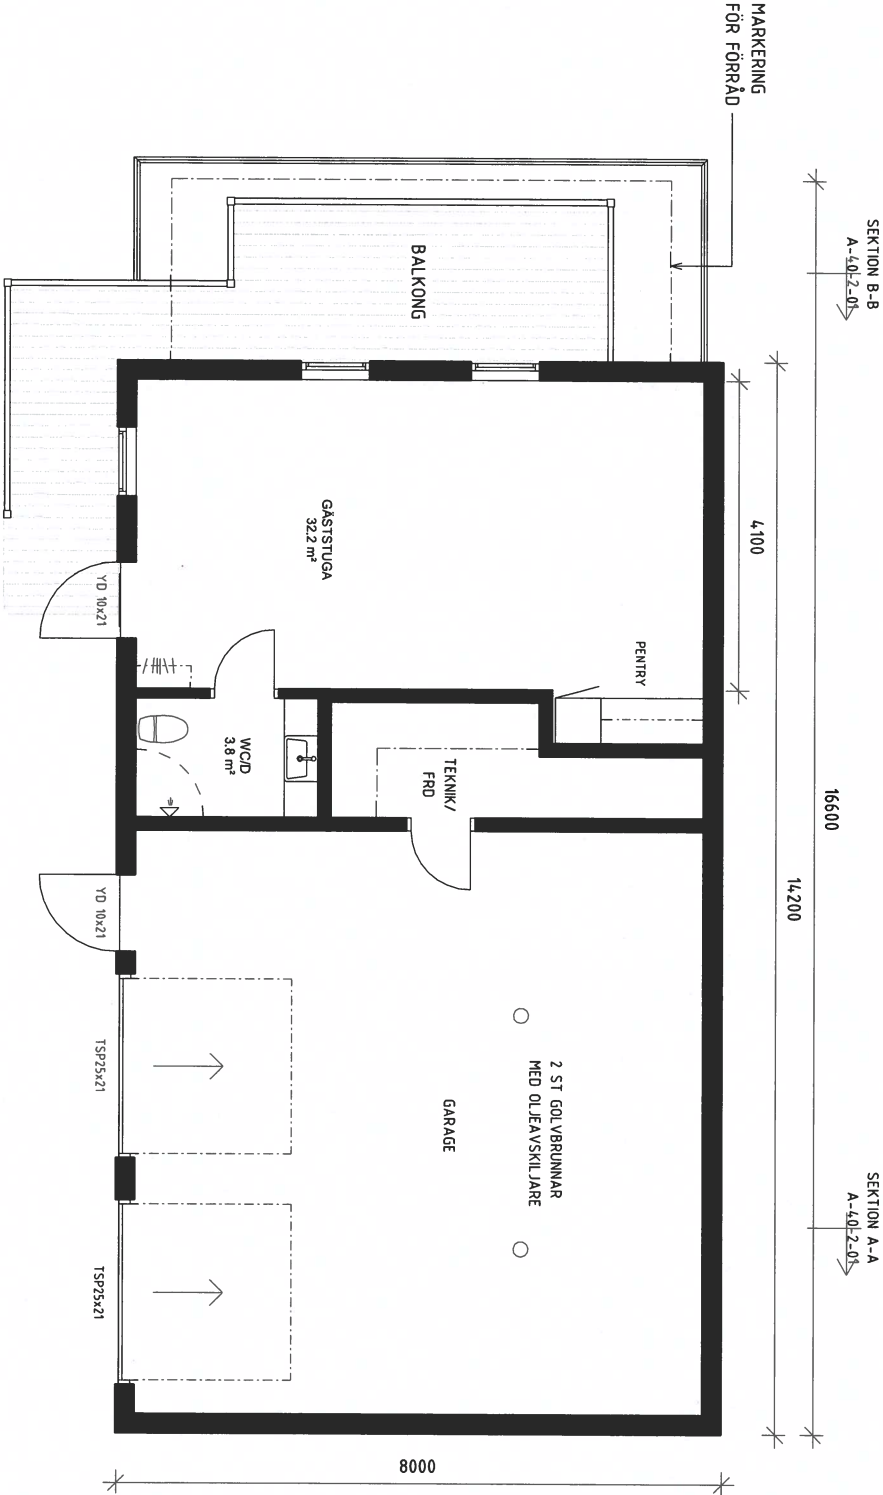 MARKERING
FÖR FÖRRÅD
SEKTION B-B
A-40-2-01
SEKTION A-A
A-40-2-01
16600
14200
4100
BALKONG
PENTRY
GÄSTSTUGA
32.2 m²
TEKNIK/
FRD
WC/D
3.8 m²
2 ST GOLVBRUNNAR
MED OLJEAVSKILJARE
GARAGE
YD 10x21
YD 10x21
TSP25x21
TSP25x21
8000